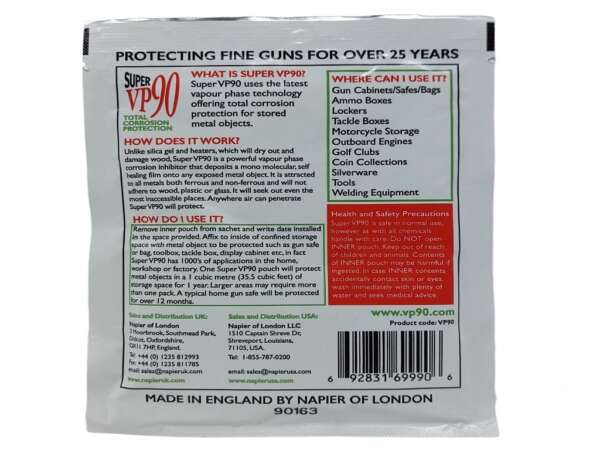 PROTECTING FINE GUNS FOR OVER 25 YEARS
SUPER
VP90
TOTAL
CORROSION
PROTECTION
WHAT IS SUPER VP90?
Super VP90 uses the latest
vapour phase technology
offering total corrosion
protection for stored
metal objects.
HOW DOES IT WORK?
Unlike silica gel and heaters, which will dry out and
damage wood, Super VP90 is a powerful vapour phase
corrosion inhibitor that deposits a mono molecular, self
healing film onto any exposed metal object. It is attracted
to all metals both ferrous and non-ferrous and will not
adhere to wood, plastic or glass. It will seek out even the
most inaccessible places. Anywhere air can penetrate
Super VP90 will protect.
HOW DO I USE IT?
Remove inner pouch from sachet and write date installed
in the space provided. Affix to inside of confined storage
space with metal object to be protected such as gun safe
or bag, toolbox, tackle box, display cabinet etc, in fact
Super VP90 has 1000's of applications in the home,
workshop or factory. One Super VP90 pouch will protect
metal objects in a 1 cubic metre (35.5 cubic feet) of
storage space for 1 year. Larger areas may require
more than one pack. A typical home gun safe will be protected
for over 12 months.
WHERE CAN I USE IT?
Gun Cabinets/Safes/Bags
Ammo Boxes
Lockers
Tackle Boxes
Motorcycle Storage
Outboard Engines
Golf Clubs
Coin Collections
Silverware
Tools
Welding Equipment
Health and Safety Precautions
Super VP90 is safe in normal use,
however as with all chemicals
handle with care. Do NOT open
INNER pouch. Keep out of reach
of children and animals. Contents
of INNER pouch may be harmful if
ingested. In case INNER contents
accidentally contact skin or eyes,
wash immediately with plenty of
water and seek medical advice.
www.vp90.com
Product code: VP90
Sales and Distribution UK:
Napier of London
2 Moorbrook, Southmead Park,
Didcot, Oxfordshire,
OX11 7HP, England.
Tel: +44 (0) 1235 812993
Fax: +44 (0) 1235 811785
email: sales@napieruk.com
www.napieruk.com
Sales and Distribution USA:
Napier of London LLC
1510 Captain Shreve Dr,
Shreveport, Louisiana,
71105, USA.
Tel: 1-855-787-0200
email: sales@napierusa.com
www.napierusa.com
6 92831 69990 6
MADE IN ENGLAND BY NAPIER OF LONDON
90163